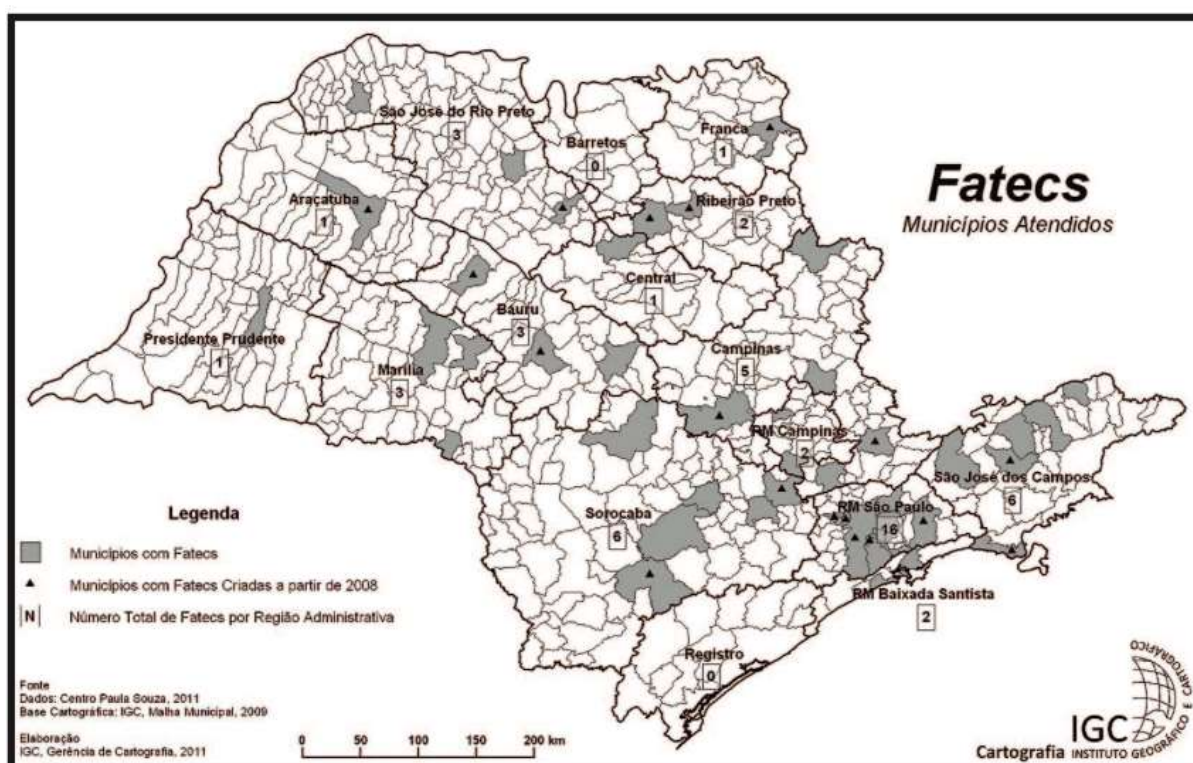 Fatecs
Municípios Atendidos
São José do Rio Preto
3
Barretos
0
Franca
1
Araçatuba
1
Ribeirão Preto
2
Central
1
Bauru
3
Presidente Prudente
1
Marília
3
Campinas
5
RM Campinas
2
São José dos Campos
6
Sorocaba
6
RM São Paulo
16
RM Baixada Santista
2
Registro
0
Legenda
Municípios com Fatecs
Municípios com Fatecs Criadas a partir de 2008
N Número Total de Fatecs por Região Administrativa
Fonte
Dados: Centro Paula Souza, 2011
Base Cartográfica: IGC, Malha Municipal, 2009
Elaboração
IGC, Gerência de Cartografia, 2011
0 50 100 150 200 km
IGC
Cartografia INSTITUTO GEOGRÁFICO E CARTOGRÁFICO